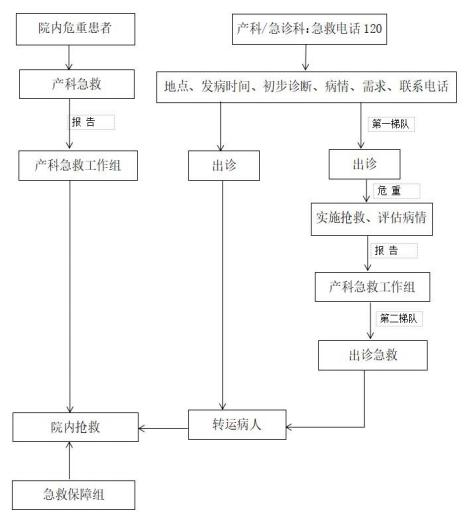 院内危重患者
产科/急诊科:急救电话120
产科急救
地点、发病时间、初步诊断、病情、需求、联系电话
报 告
第一梯队
产科急救工作组
出诊
出诊
危 重
实施抢救、评估病情
报 告
产科急救工作组
第二梯队
出诊急救
院内抢救
转运病人
急救保障组